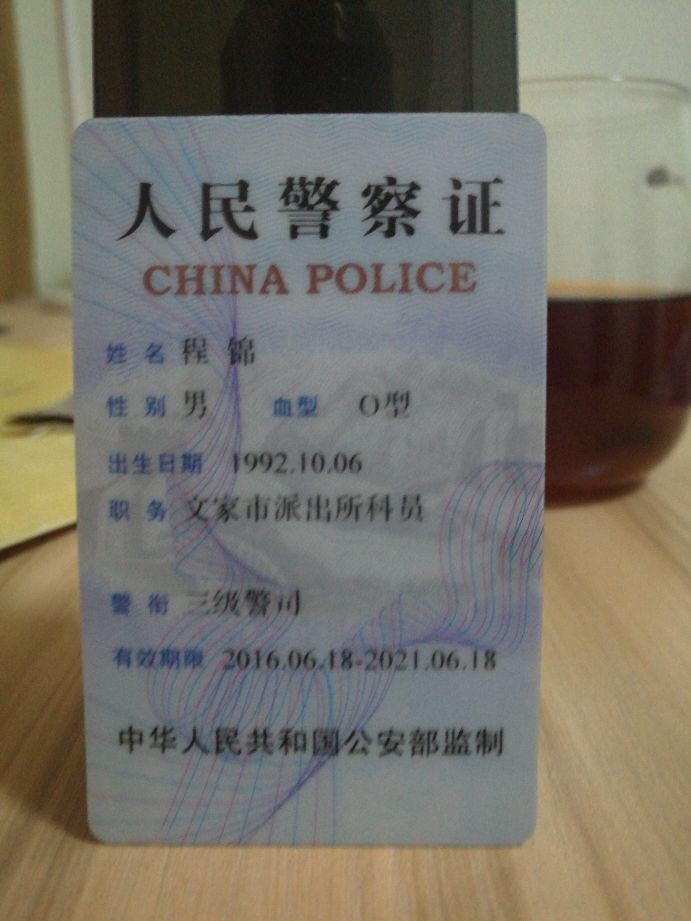 人民警察证
CHINA POLICE
姓 名 程 锦
性 别 男 血型 O型
出生日期 1992.10.06
职 务 文家市派出所科员
警 衔 三级警司
有效期限 2016.06.18-2021.06.18
中华人民共和国公安部监制